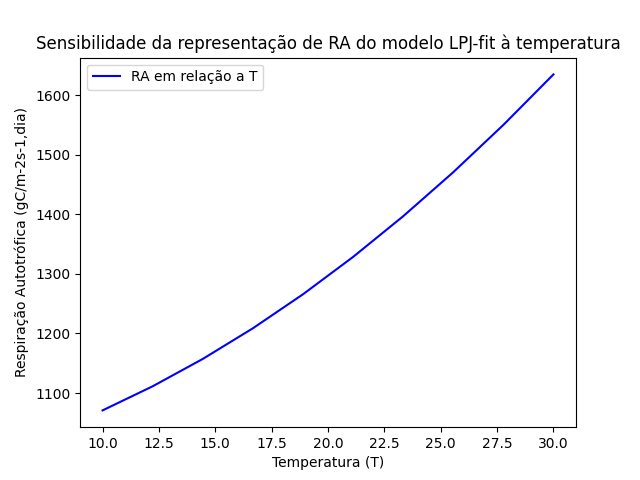 Sensibilidade da representação de RA do modelo LPJ-fit à temperatura
RA em relação a T
Respiração Autotrófica (gC/m-2s-1,dia)
1600
1500
1400
1300
1200
1100
10.0 12.5 15.0 17.5 20.0 22.5 25.0 27.5 30.0
Temperatura (T)